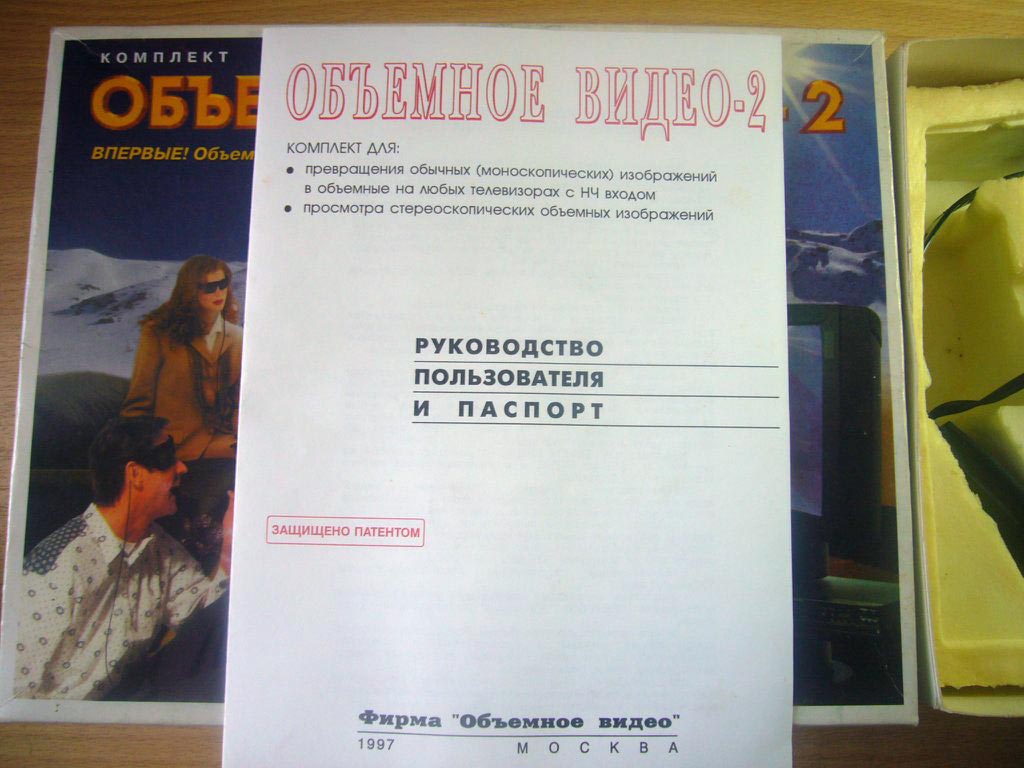 КОМПЛЕКТ
ОБЪЕ
- 2
ВПЕРВЫЕ! Объем
ОБЪЕМНОЕ ВИДЕО-2
КОМПЛЕКТ ДЛЯ:
• превращения обычных (моноскопических) изображений
в объемные на любых телевизорах с НЧ входом
• просмотра стереоскопических объемных изображений
РУКОВОДСТВО
ПОЛЬЗОВАТЕЛЯ
И ПАСПОРТ
ЗАЩИЩЕНО ПАТЕНТОМ
Фирма "Объемное видео"
1997 МОСКВА